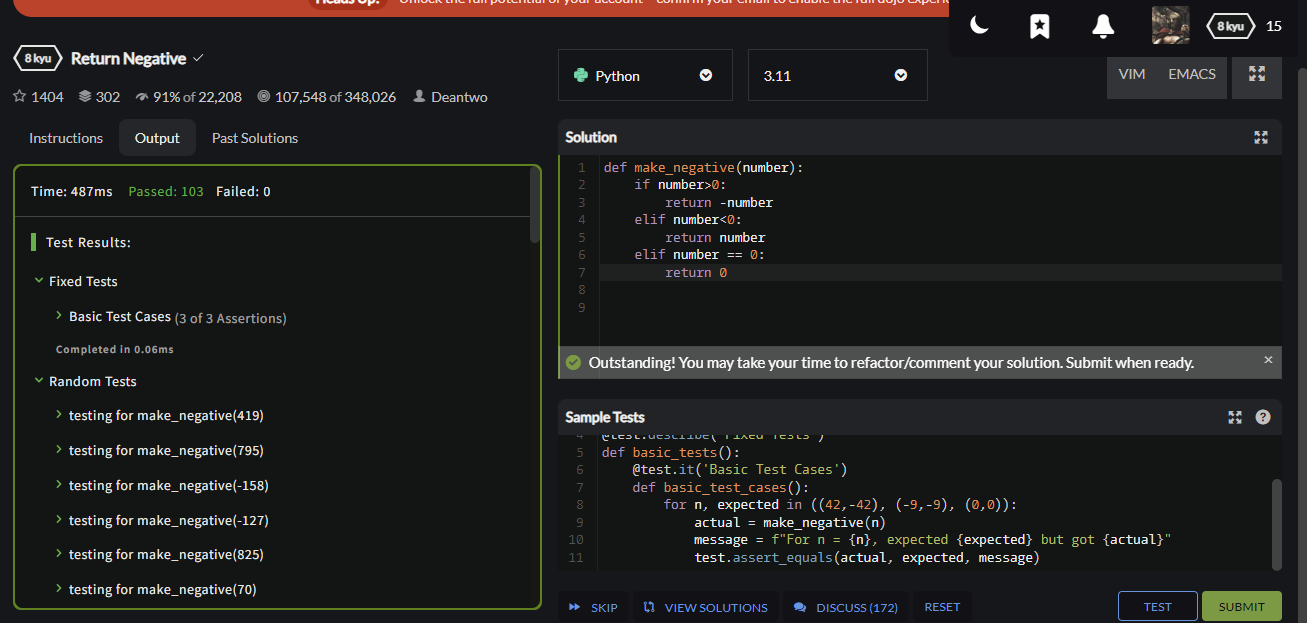 Heads Up! Unlock the full potential of your account - confirm your email to enable the full dojo experi
8 kyu 15
8 kyu Return Negative
1404 302 91% of 22,208 107,548 of 348,026 Deantwo
Python 3.11 VIM EMACS
Instructions Output Past Solutions
Time: 487ms Passed: 103 Failed: 0
Test Results:
Fixed Tests
Basic Test Cases (3 of 3 Assertions)
Completed in 0.06ms
Random Tests
testing for make_negative(419)
testing for make_negative(795)
testing for make_negative(-158)
testing for make_negative(-127)
testing for make_negative(825)
testing for make_negative(70)
Solution
1 def make_negative(number):
2     if number>0:
3         return -number
4     elif number<0:
5         return number
6     elif number == 0:
7         return 0
8
9
Outstanding! You may take your time to refactor/comment your solution. Submit when ready. ×
Sample Tests
4 @test.describe('Fixed Tests')
5 def basic_tests():
6     @test.it('Basic Test Cases')
7     def basic_test_cases():
8         for n, expected in ((42,-42), (-9,-9), (0,0)):
9             actual = make_negative(n)
10             message = f"For n = {n}, expected {expected} but got {actual}"
11             test.assert_equals(actual, expected, message)
SKIP VIEW SOLUTIONS DISCUSS (172) RESET TEST SUBMIT